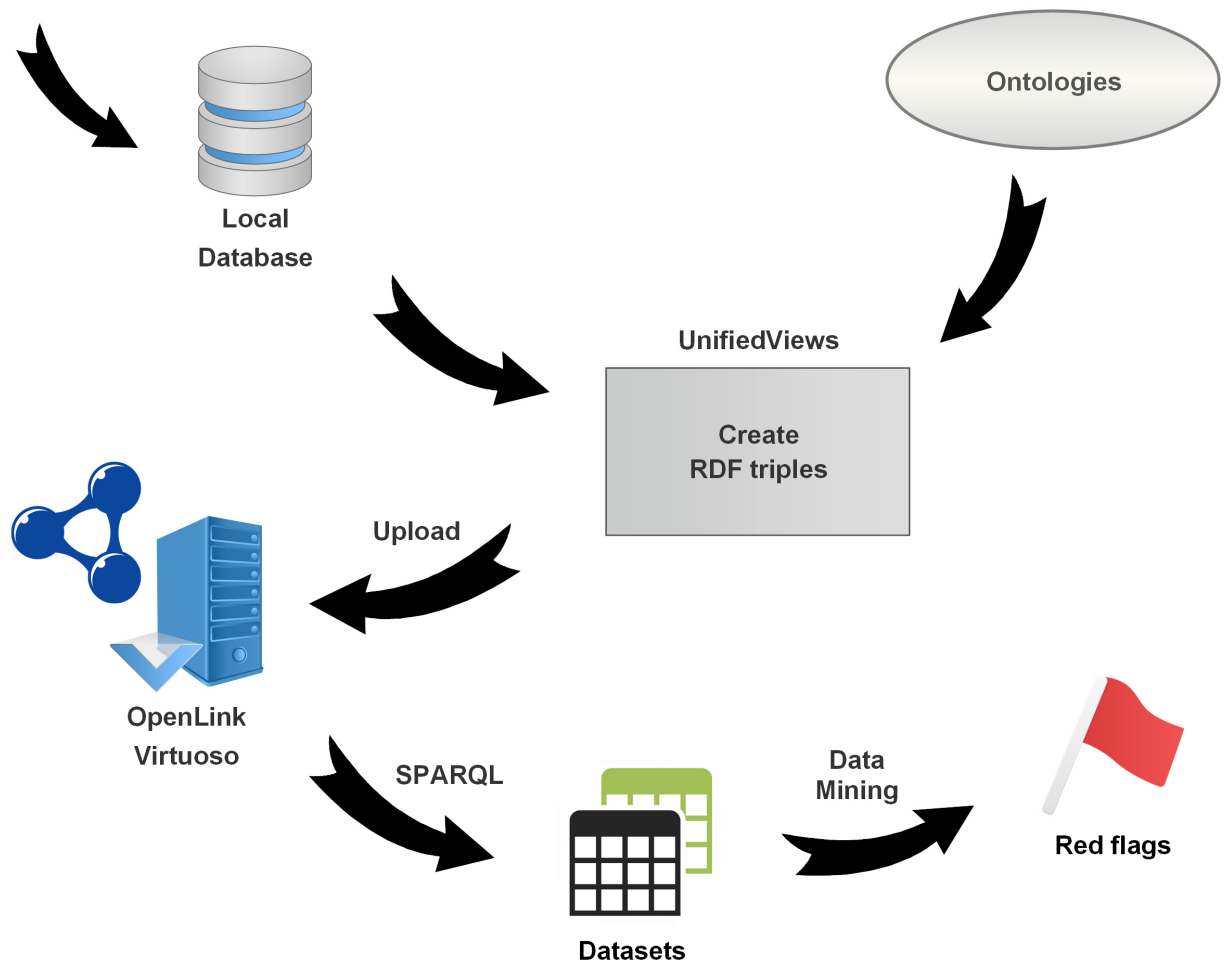 Ontologies
Local
Database
UnifiedViews
Create
RDF triples
Upload
OpenLink
Virtuoso
SPARQL
Data
Mining
Red flags
Datasets